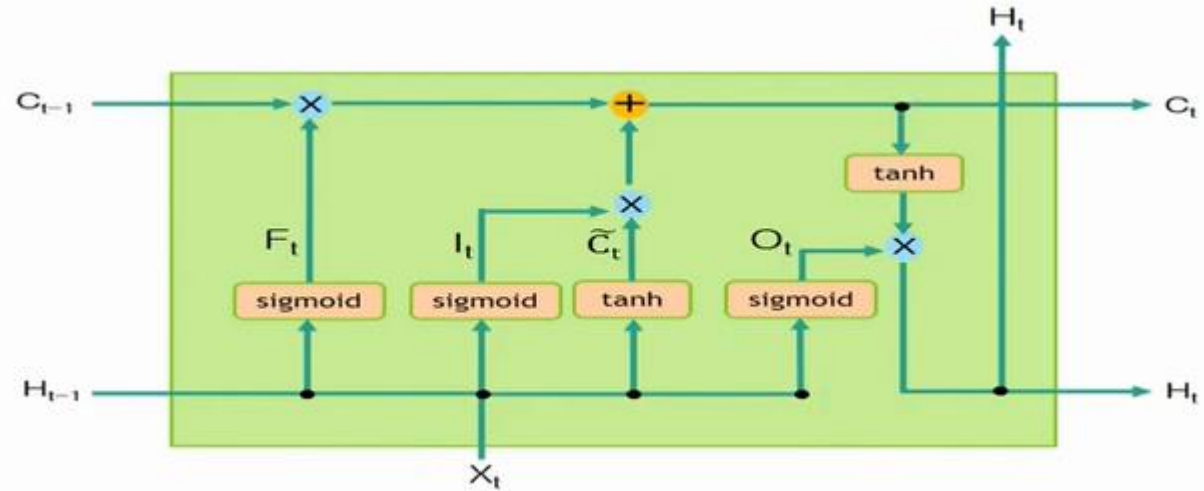 Hₜ
Cₜ₋₁ × + Cₜ
tanh
×
Fₜ Iₜ C̃ₜ Oₜ ×
sigmoid sigmoid tanh sigmoid
Hₜ₋₁ Hₜ
Xₜ